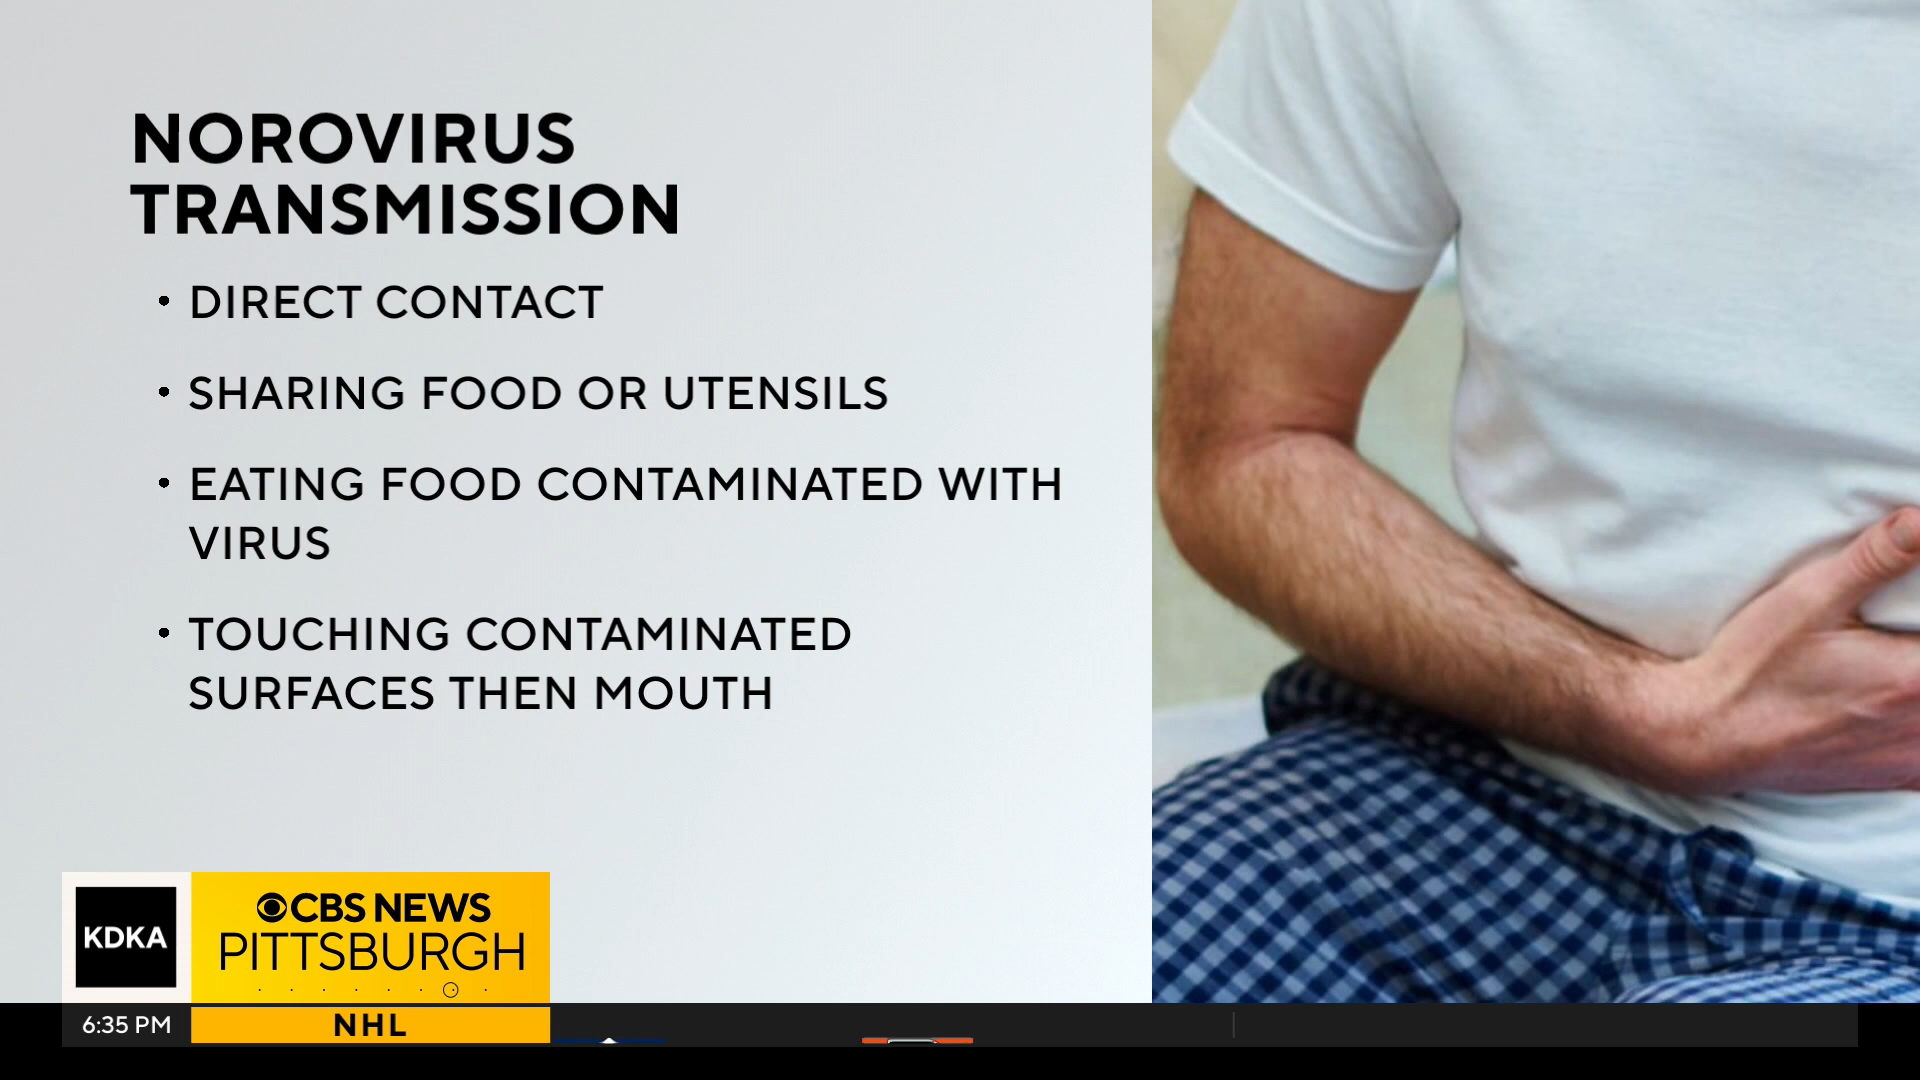 NOROVIRUS
TRANSMISSION
• DIRECT CONTACT
• SHARING FOOD OR UTENSILS
• EATING FOOD CONTAMINATED WITH
VIRUS
• TOUCHING CONTAMINATED
SURFACES THEN MOUTH
KDKA
CBS NEWS
PITTSBURGH
6:35 PM
NHL